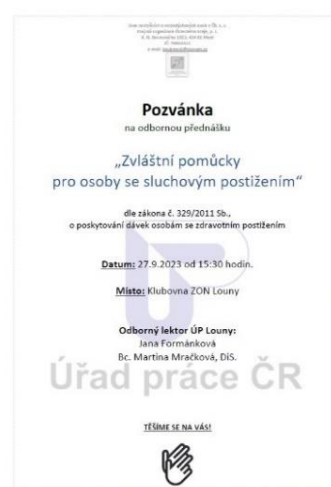 Pozvánka
na odbornou přednášku
„Zvláštní pomůcky
pro osoby se sluchovým postižením“
dle zákona č. 329/2011 Sb.,
o poskytování dávek osobám se zdravotním postižením
Datum: 27.9.2023 od 15:30 hodin.
Místo: Klubovna ZON Louny
Odborný lektor ÚP Louny:
Jana Formánková
Bc. Martina Mračková, DiS.
Úřad práce ČR
TĚŠÍME SE NA VÁS!